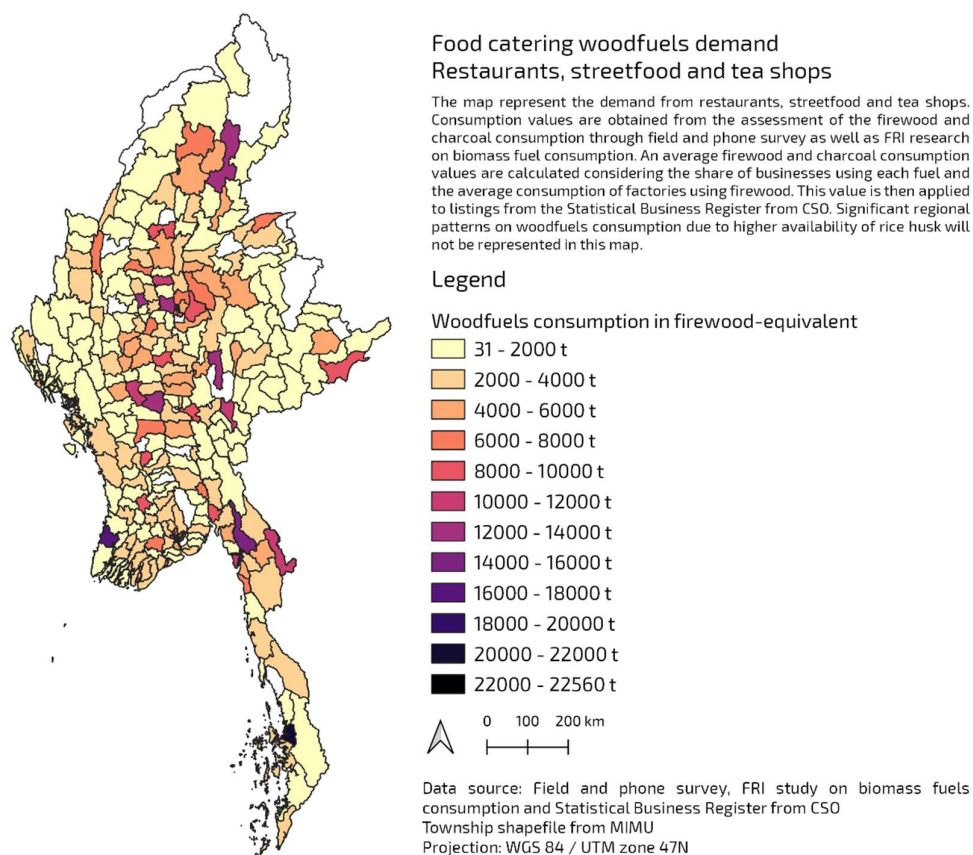 Food catering woodfuels demand
Restaurants, streetfood and tea shops
The map represent the demand from restaurants, streetfood and tea shops.
Consumption values are obtained from the assessment of the firewood and
charcoal consumption through field and phone survey as well as FRI research
on biomass fuel consumption. An average firewood and charcoal consumption
values are calculated considering the share of businesses using each fuel and
the average consumption of factories using firewood. This value is then applied
to listings from the Statistical Business Register from CSO. Significant regional
patterns on woodfuels consumption due to higher availability of rice husk will
not be represented in this map.
Legend
Woodfuels consumption in firewood-equivalent
31 - 2000 t
2000 - 4000 t
4000 - 6000 t
6000 - 8000 t
8000 - 10000 t
10000 - 12000 t
12000 - 14000 t
14000 - 16000 t
16000 - 18000 t
18000 - 20000 t
20000 - 22000 t
22000 - 22560 t
0 100 200 km
Data source: Field and phone survey, FRI study on biomass fuels
consumption and Statistical Business Register from CSO
Township shapefile from MIMU
Projection: WGS 84 / UTM zone 47N